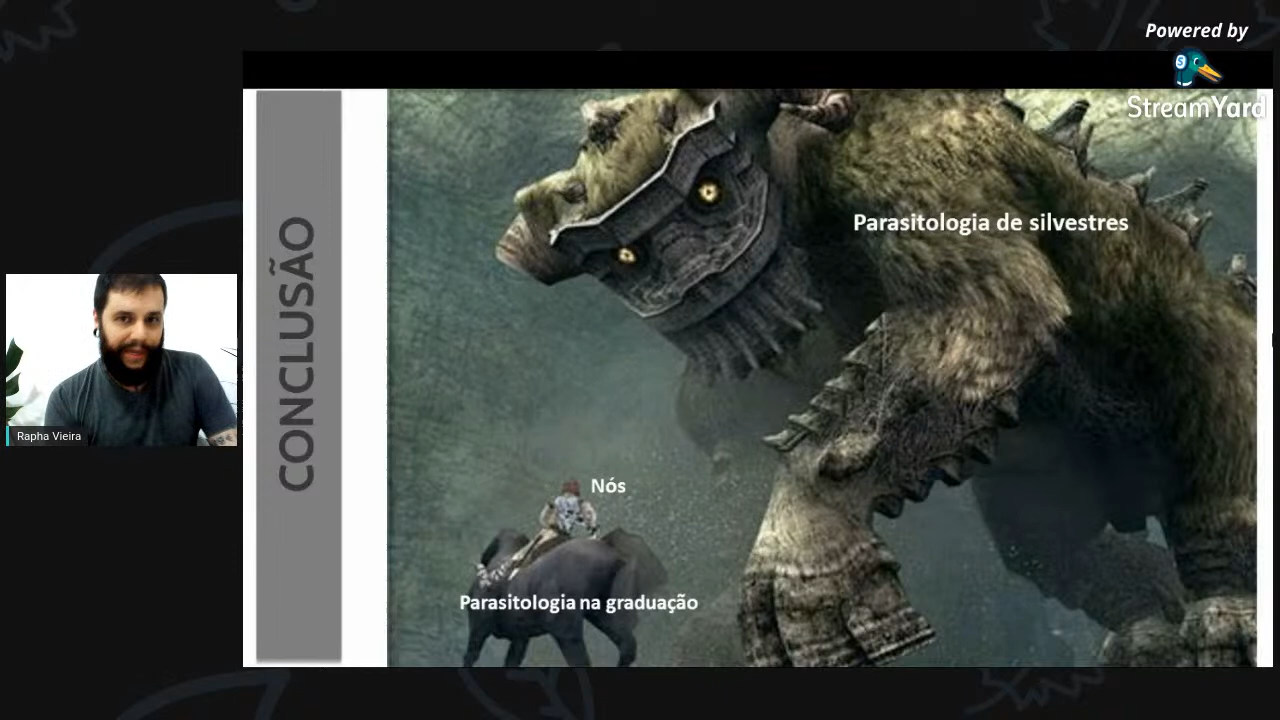 Powered by
StreamYard
CONCLUSÃO
Parasitologia de silvestres
Nós
Parasitologia na graduação
Rapha Vieira